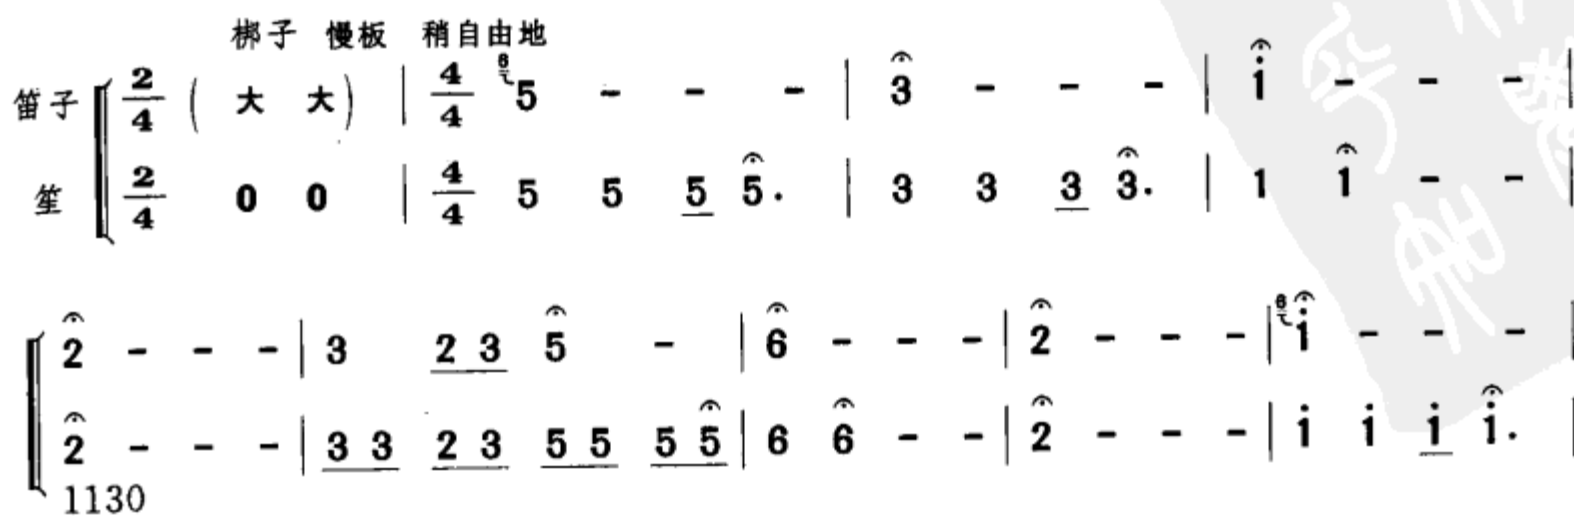 梆子 慢板 稍自由地
笛子 2/4 ( 大 大 ) | 4/4 6 5 - - - | 3 - - - | i - - - |
笙 2/4 0 0 | 4/4 5 5 5 5. | 3 3 3 3. | 1 1 - - |
2 - - - | 3 2 3 5 - | 6 - - - | 2 - - - | 6 i - - - |
2 - - - | 3 3 2 3 5 5 5 5 | 6 6 - - | 2 - - - | i i i i. |
1130